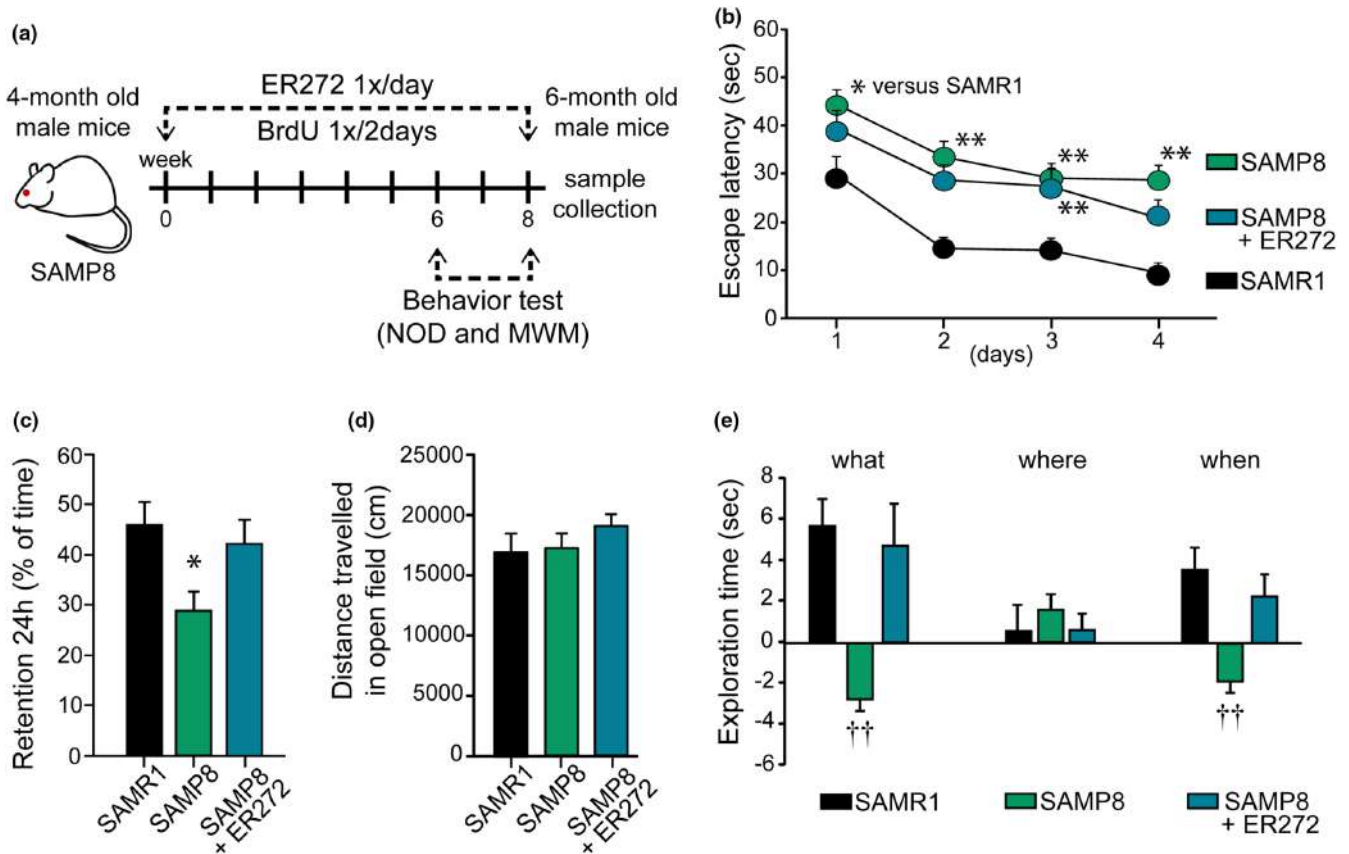 (a)
4-month old
male mice
ER272 1x/day
BrdU 1x/2days
6-month old
male mice
week
0
6
8
sample
collection
SAMP8
Behavior test
(NOD and MWM)
(b)
Escape latency (sec)
60
50
40
30
20
10
0
* versus SAMR1
**
**
**
**
1
2
3
4
(days)
SAMP8
SAMP8
+ ER272
SAMR1
(c)
Retention 24h (% of time)
60
50
40
30
20
10
0
*
SAMR1
SAMP8
SAMP8
+ ER272
(d)
Distance travelled
in open field (cm)
25000
20000
15000
10000
5000
0
SAMR1
SAMP8
SAMP8
+ ER272
(e)
what
where
when
Exploration time (sec)
8
6
4
2
0
-2
-4
-6
††
††
SAMR1
SAMP8
SAMP8
+ ER272